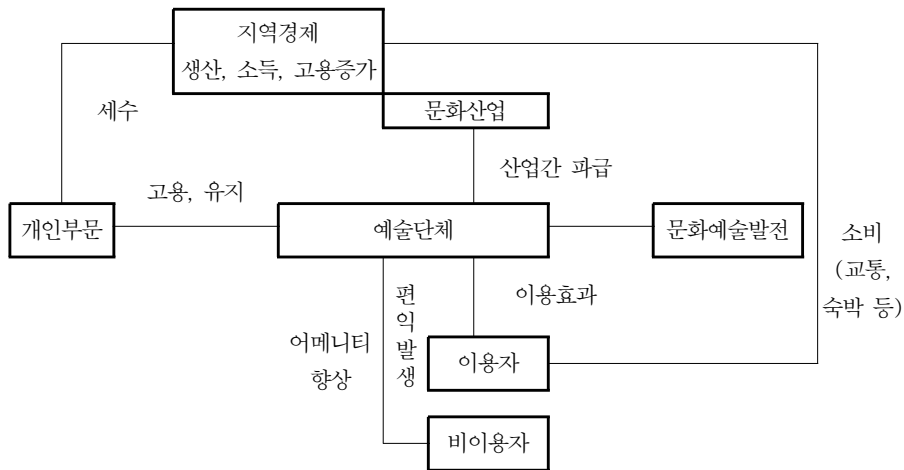 지역경제
생산, 소득, 고용증가
문화산업
세수
산업간 파급
고용, 유지
개인부문
예술단체
문화예술발전
소비
(교통,
숙박 등)
편
익
발
생
이용효과
어메니티
향상
이용자
비이용자